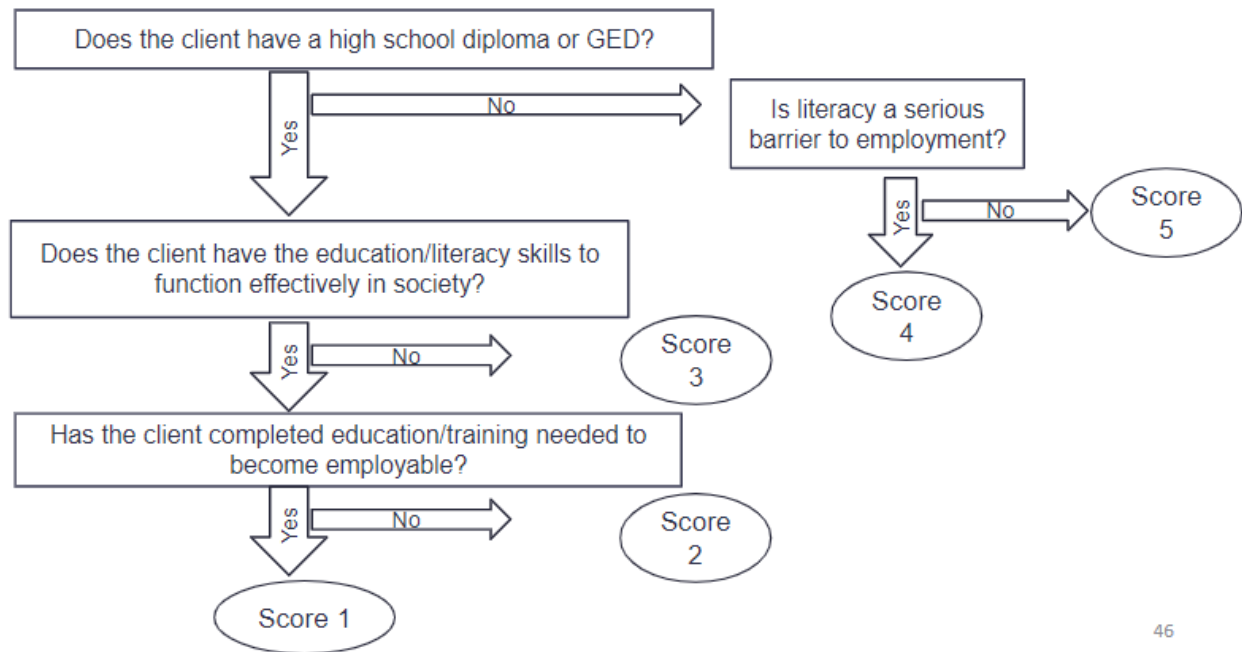 Does the client have a high school diploma or GED?
No
Yes
Is literacy a serious
barrier to employment?
Yes
No
Score
5
Does the client have the education/literacy skills to
function effectively in society?
Score
4
Yes
No
Score
3
Has the client completed education/training needed to
become employable?
Yes
No
Score
2
Score 1
46